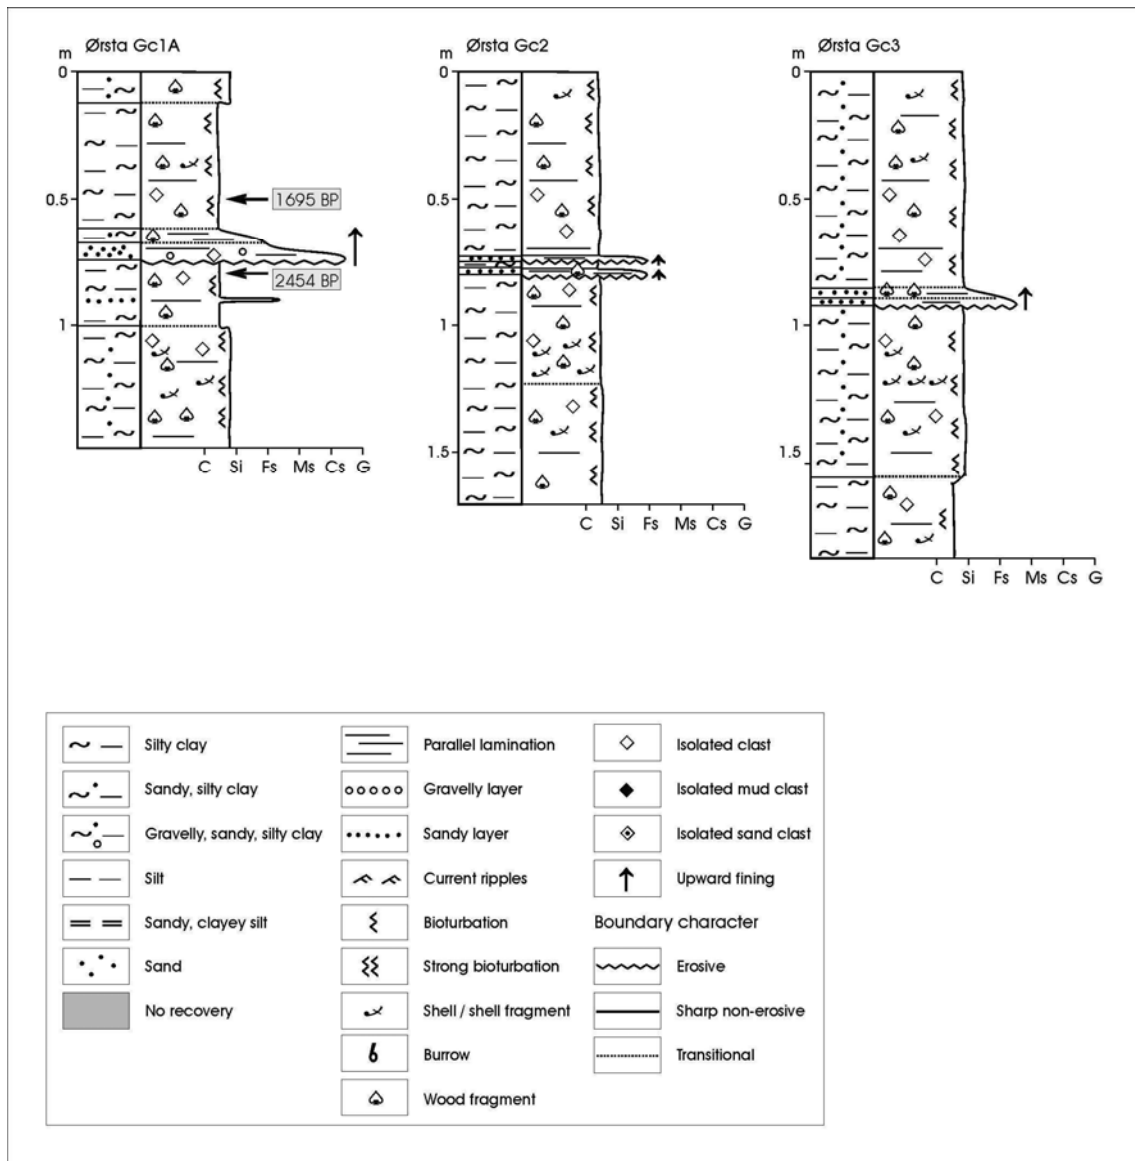 Ørsta Gc1A
m
0
0.5
1
1695 BP
2454 BP
C Si Fs Ms Cs G
Ørsta Gc2
m
0
0.5
1
1.5
C Si Fs Ms Cs G
Ørsta Gc3
m
0
0.5
1
1.5
C Si Fs Ms Cs G
Silty clay
Sandy, silty clay
Gravelly, sandy, silty clay
Silt
Sandy, clayey silt
Sand
No recovery
Parallel lamination
Gravelly layer
Sandy layer
Current ripples
Bioturbation
Strong bioturbation
Shell / shell fragment
Burrow
Wood fragment
Isolated clast
Isolated mud clast
Isolated sand clast
Upward fining
Boundary character
Erosive
Sharp non-erosive
Transitional